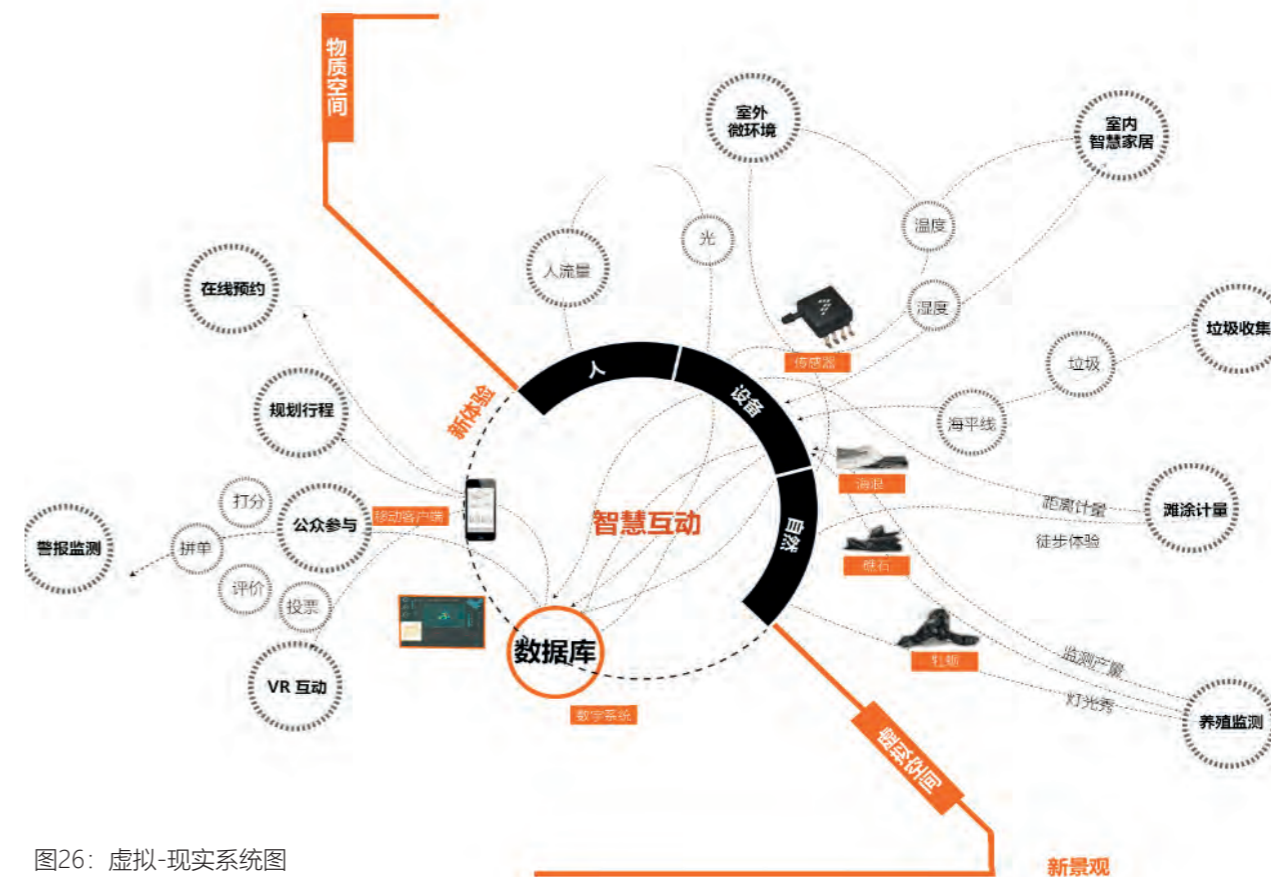 物质空间
室外
微环境
室内
智慧家居
温度
光
人流量
在线预约
湿度
垃圾收集
传感器
垃圾
人
设备
规划行程
新体验
海平线
海浪
打分
公众参与
移动客户端
智慧互动
自然
距离计量
滩涂计量
徒步体验
警报监测
拼单
礁石
评价
投票
数据库
牡蛎
监测产量
VR 互动
灯光秀
数字系统
养殖监测
虚拟空间
图26：虚拟-现实系统图
新景观